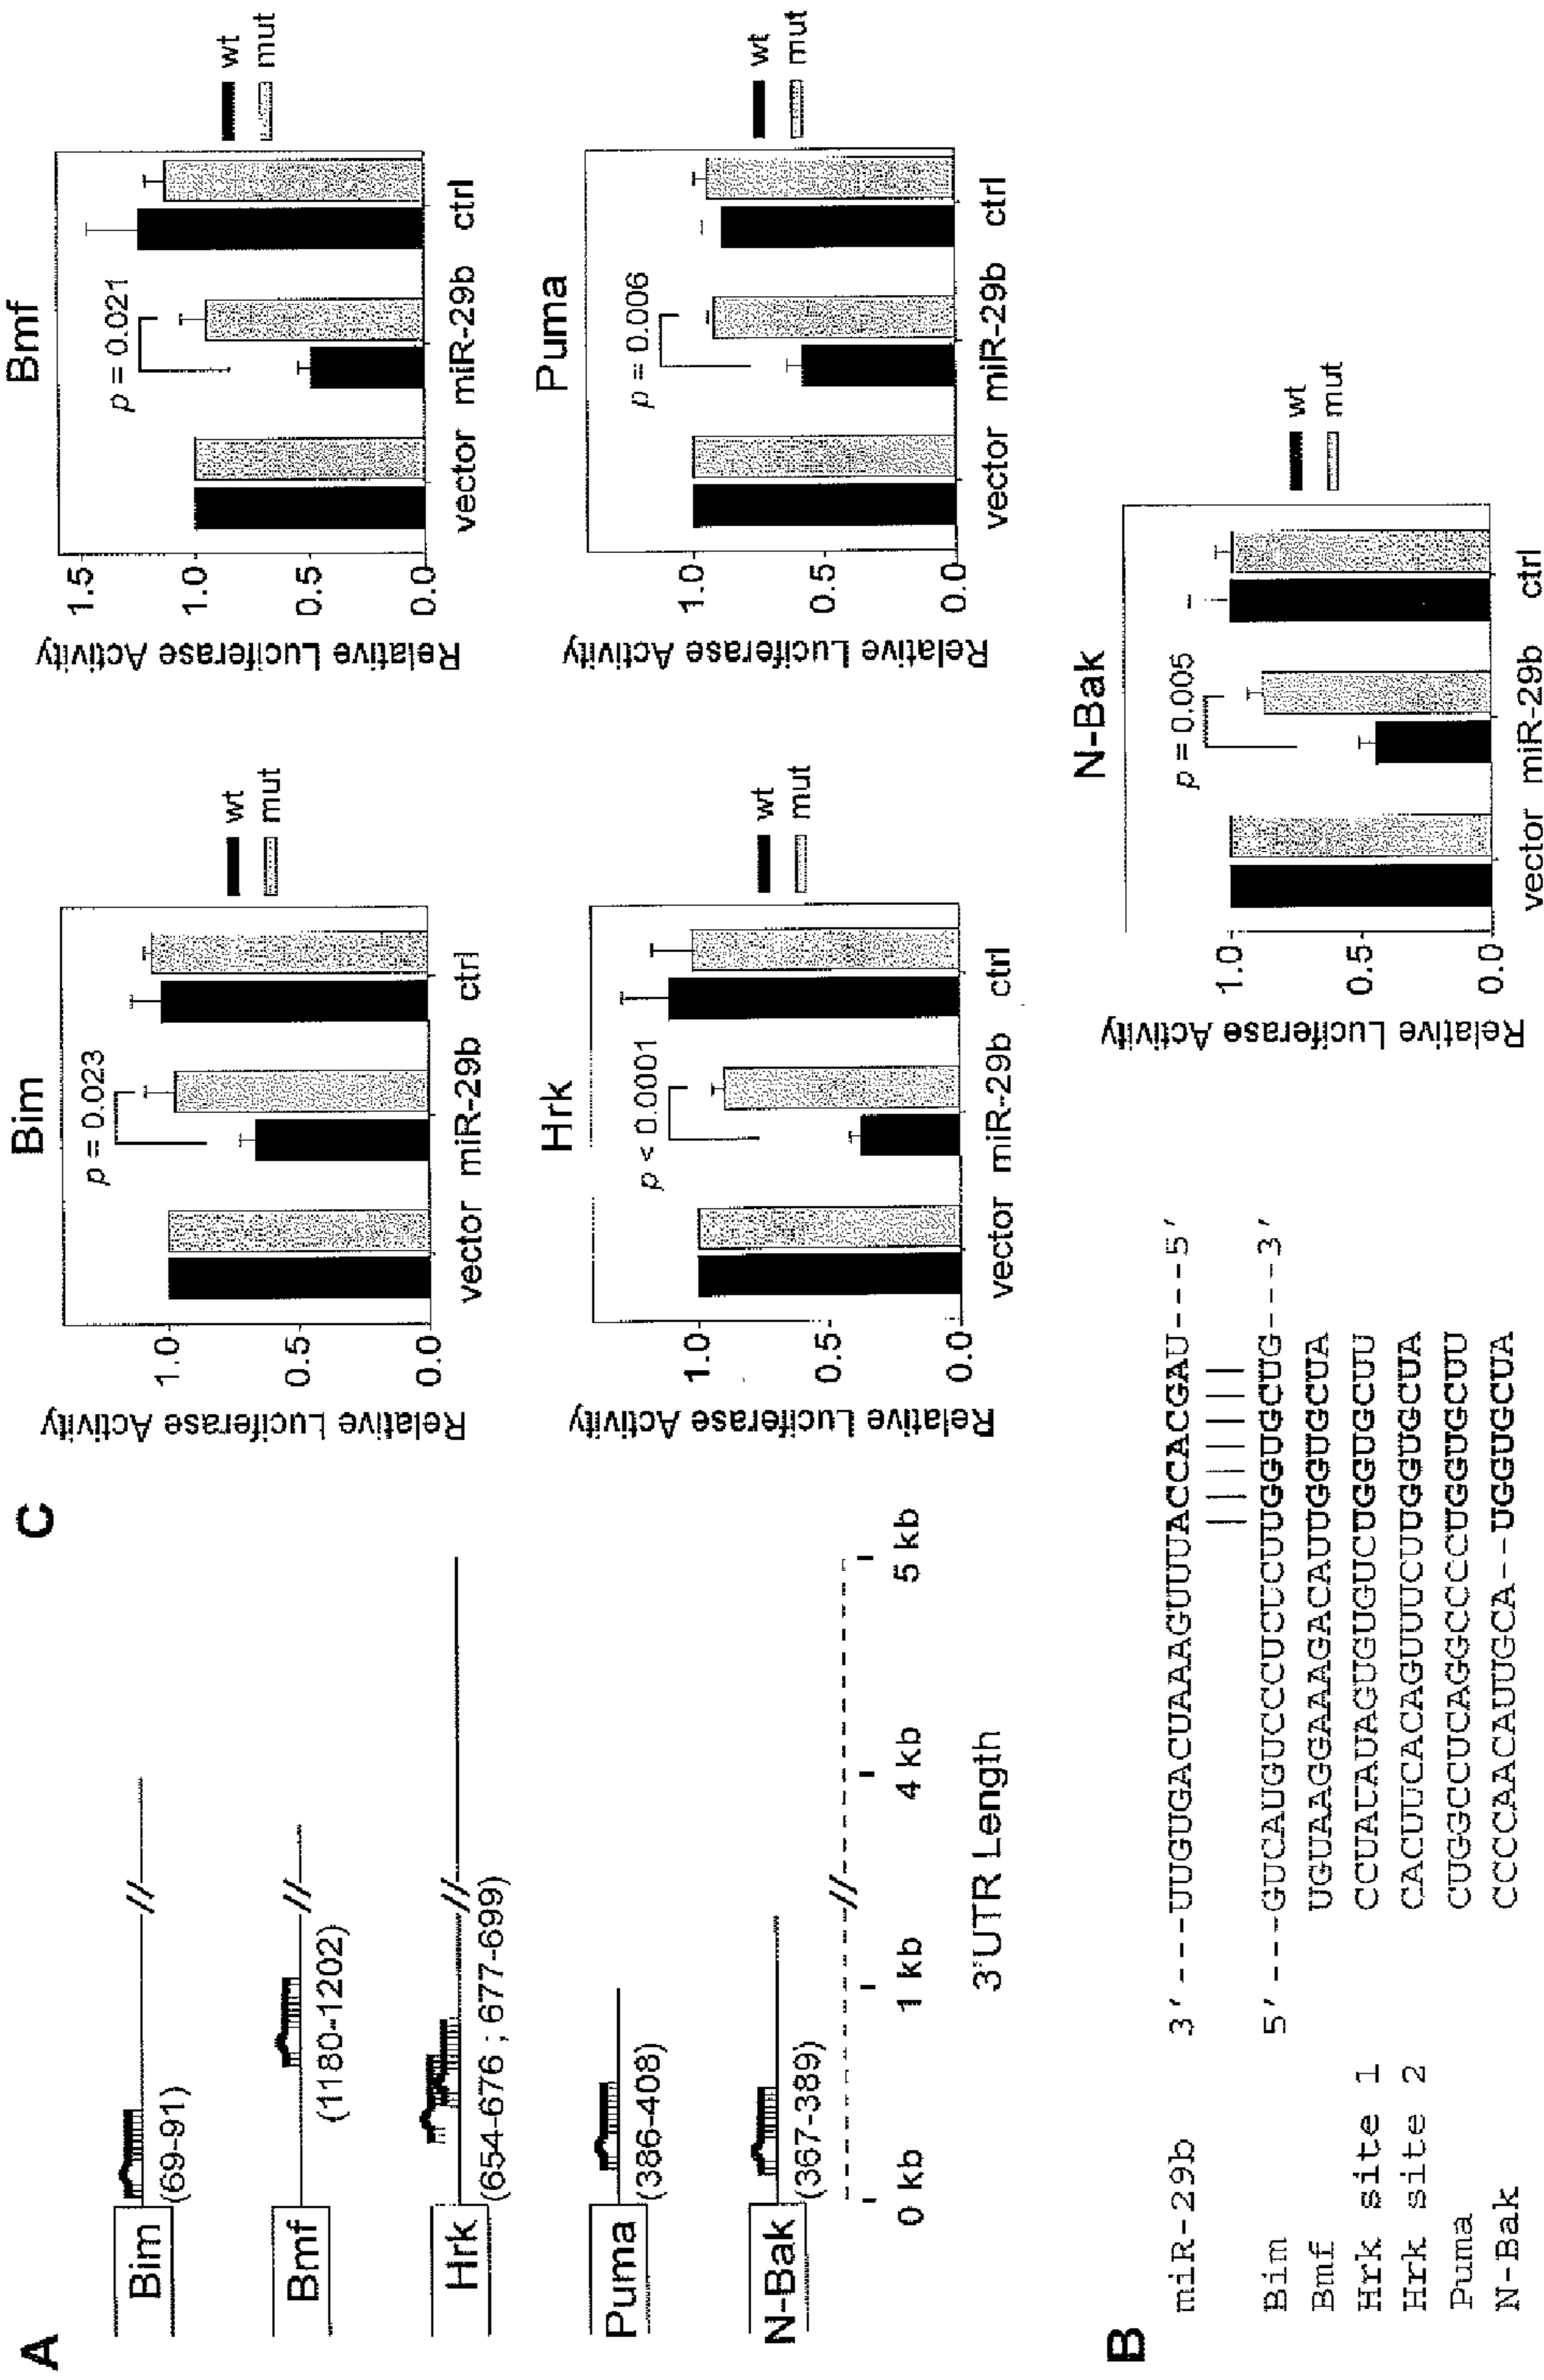 A
Bim
(69-91)
Bmf
(1180-1202)
Hrk
(654-676 ; 677-699)
Puma
(386-408)
N-Bak
(367-389)
0 kb 1 kb 4 kb 5 kb
3'UTR Length
B
miR-29b 3'----UUGUGACUAAAGUUUACCACGAU----5'
Bim 5'----GUCAUGUCCCUCUUCUUGGUGCUG----3'
Bmf UGUAAGGAAAGACAUUGGUGCUA
Hrk site 1 CCUAUAUAGUGUGUCUGGUGCUU
Hrk site 2 CACUUCACAGUUUCUUGGUGCUA
Puma CUGGCCUCAGGCCCCUGGUGCUU
N-Bak CCCCAACAUUGCA--UGGUGCUA
C
Bim
Relative Luciferase Activity
1.0
0.5
0.0
p = 0.023
vector miR-29b ctrl
wt
mut
Bmf
Relative Luciferase Activity
1.5
1.0
0.5
0.0
p = 0.021
vector miR-29b ctrl
wt
mut
Hrk
Relative Luciferase Activity
1.0
0.5
0.0
p < 0.0001
vector miR-29b ctrl
wt
mut
Puma
Relative Luciferase Activity
1.0
0.5
0.0
p = 0.006
vector miR-29b ctrl
wt
mut
N-Bak
Relative Luciferase Activity
1.0
0.5
0.0
p = 0.005
vector miR-29b ctrl
wt
mut